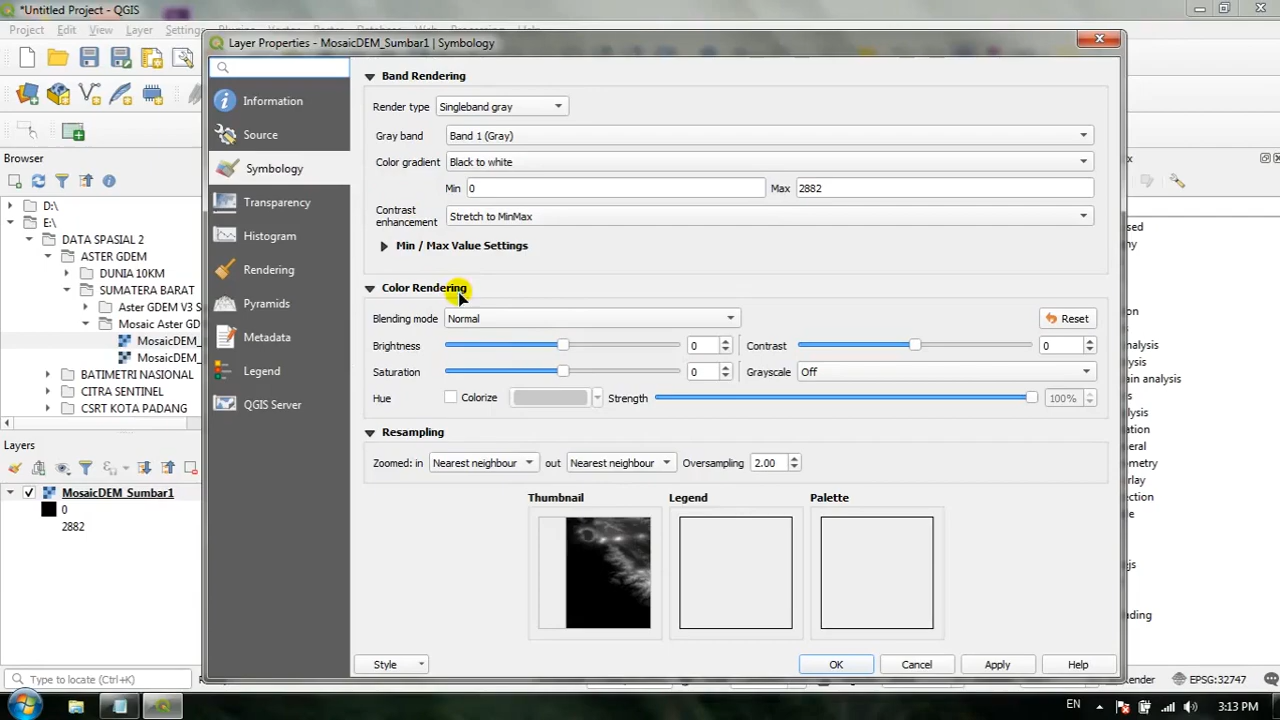 *Untitled Project - QGIS
Project Edit View Layer Settings
Layer Properties - MosaicDEM_Sumbar1 | Symbology
Information
Source
Symbology
Transparency
Histogram
Rendering
Pyramids
Metadata
Legend
QGIS Server
Band Rendering
Render type Singleband gray
Gray band Band 1 (Gray)
Color gradient Black to white
Min 0 Max 2882
Contrast
enhancement Stretch to MinMax
Min / Max Value Settings
Color Rendering
Blending mode Normal Reset
Brightness 0 Contrast 0
Saturation 0 Grayscale Off
Hue Colorize Strength 100%
Resampling
Zoomed: in Nearest neighbour out Nearest neighbour Oversampling 2.00
Thumbnail Legend Palette
Style OK Cancel Apply Help
Browser
D:\
E:\
DATA SPASIAL 2
ASTER GDEM
DUNIA 10KM
SUMATERA BARAT
Aster GDEM V3 S
Mosaic Aster GD
MosaicDEM_
MosaicDEM_
BATIMETRI NASIONAL
CITRA SENTINEL
CSRT KOTA PADANG
Layers
MosaicDEM_Sumbar1
0
2882
Type to locate (Ctrl+K)
EPSG:32747
EN 3:13 PM